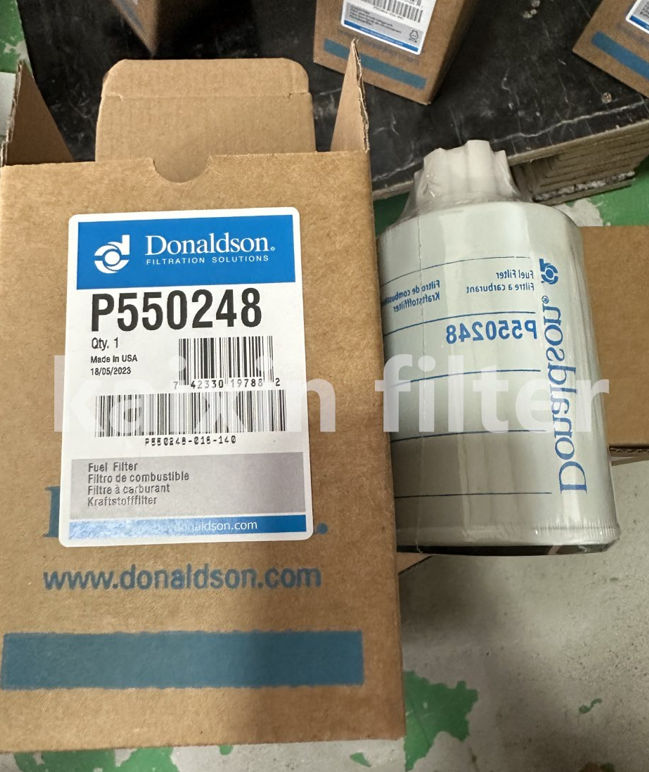 Donaldson®
FILTRATION SOLUTIONS
P550248
Qty. 1
Made in USA
18/05/2023
7 42330 19788 2
P550248-016-140
Fuel Filter
Filtro de combustible
Filtre à carburant
Kraftstofffilter
donaldson.com
www.donaldson.com
Fuel Filter
Filtre à carburant
Filtro de combustible
Kraftstofffilter
P550248
Donaldson®
kaixin filter